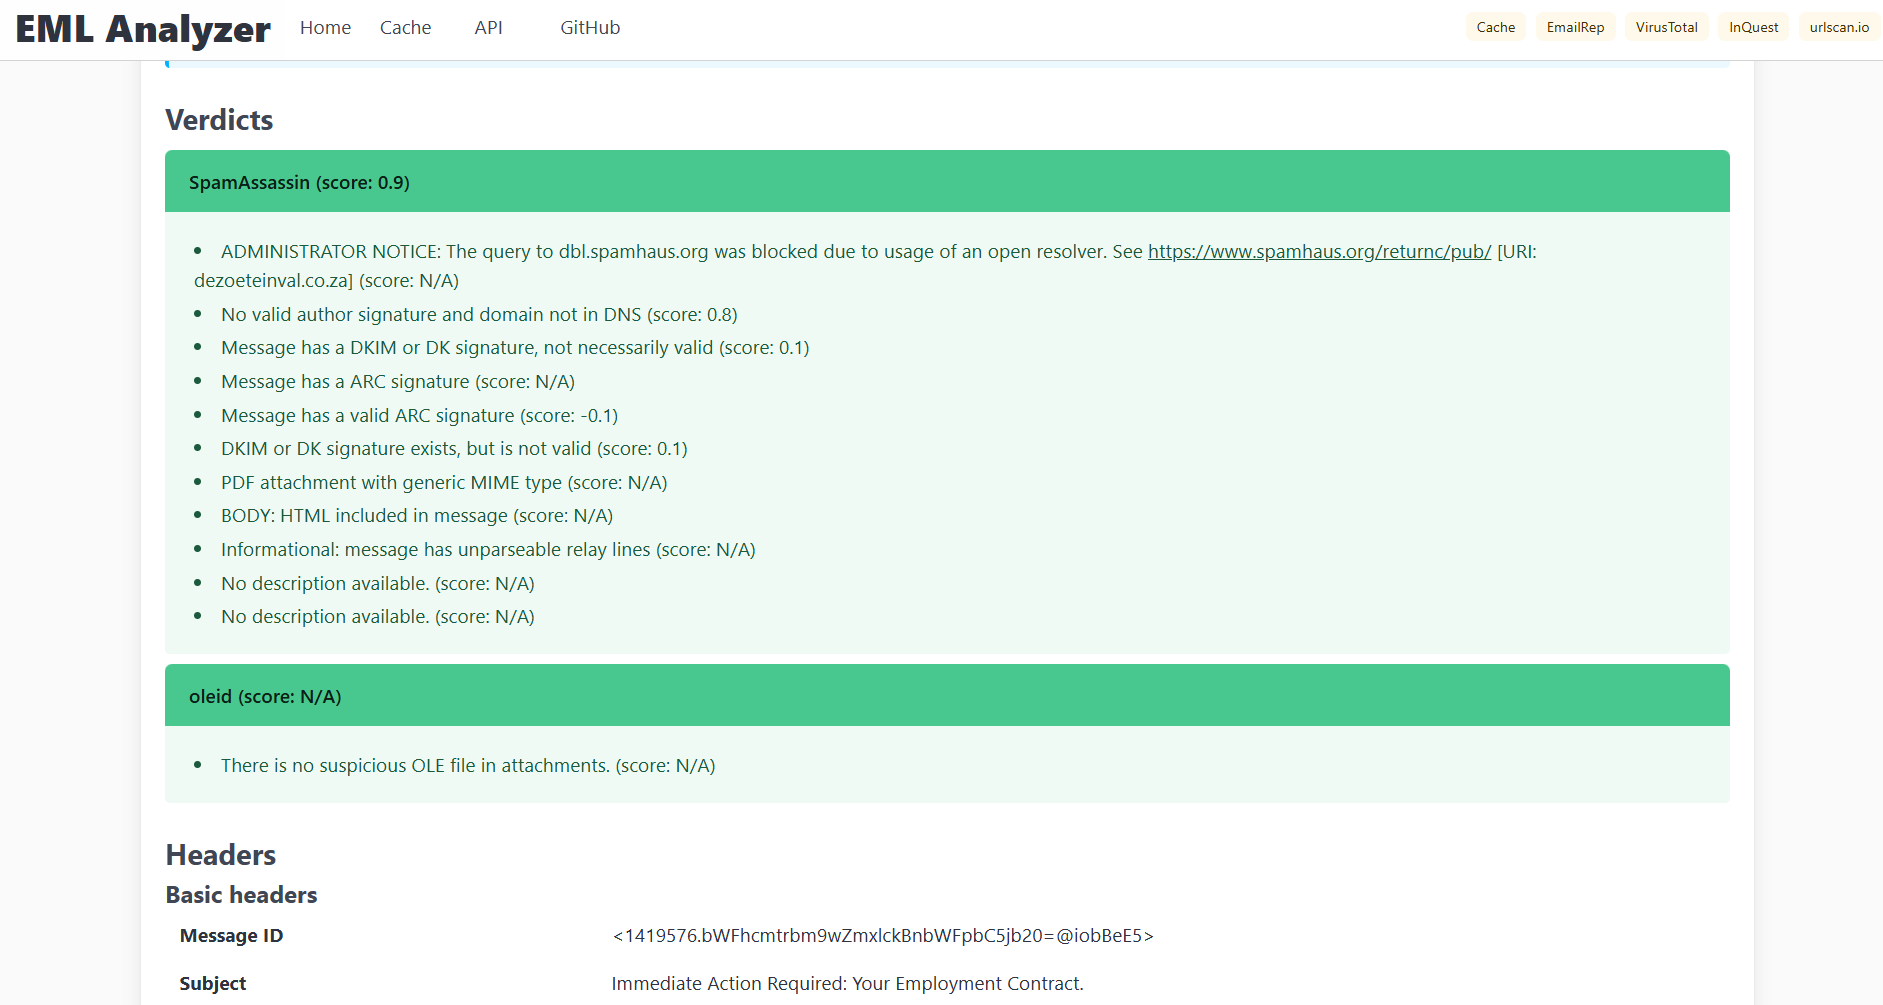 EML Analyzer Home Cache API GitHub Cache EmailRep VirusTotal InQuest urlscan.io
Verdicts
SpamAssassin (score: 0.9)
• ADMINISTRATOR NOTICE: The query to dbl.spamhaus.org was blocked due to usage of an open resolver. See https://www.spamhaus.org/returnc/pub/ [URI:
dezoeteinval.co.za] (score: N/A)
• No valid author signature and domain not in DNS (score: 0.8)
• Message has a DKIM or DK signature, not necessarily valid (score: 0.1)
• Message has a ARC signature (score: N/A)
• Message has a valid ARC signature (score: -0.1)
• DKIM or DK signature exists, but is not valid (score: 0.1)
• PDF attachment with generic MIME type (score: N/A)
• BODY: HTML included in message (score: N/A)
• Informational: message has unparseable relay lines (score: N/A)
• No description available. (score: N/A)
• No description available. (score: N/A)
oleid (score: N/A)
• There is no suspicious OLE file in attachments. (score: N/A)
Headers
Basic headers
Message ID <1419576.bWFhcmtrbm9wZmxlckBnbWFpbC5jb20=@iobBeE5>
Subject Immediate Action Required: Your Employment Contract.